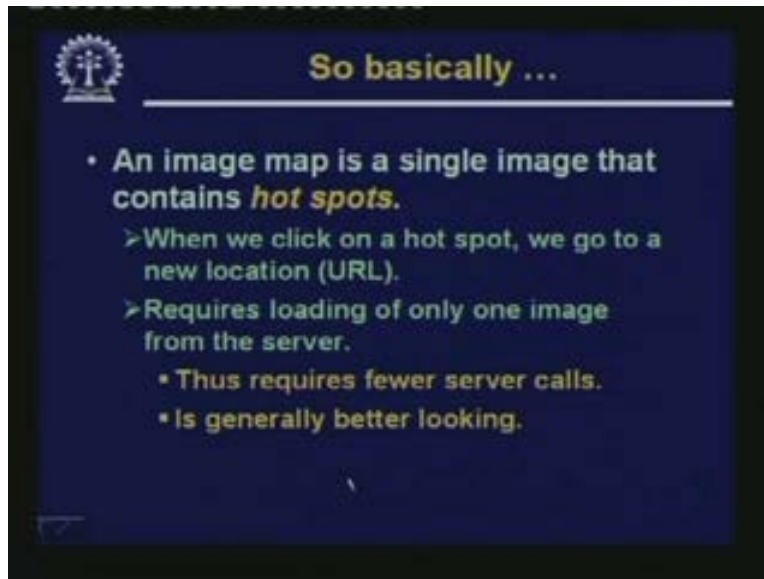 So basically ...
• An image map is a single image that
contains hot spots.
➢When we click on a hot spot, we go to a
new location (URL).
➢Requires loading of only one image
from the server.
▪ Thus requires fewer server calls.
▪ Is generally better looking.